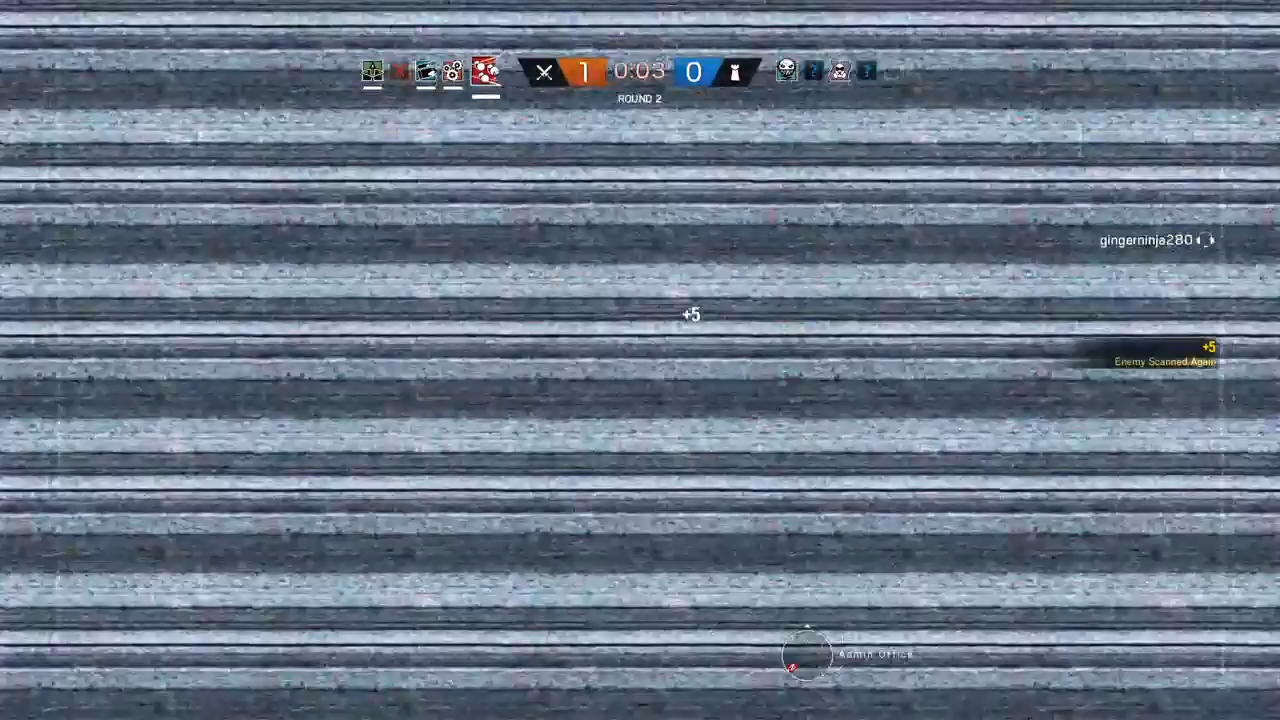 1 0:03 0
? ?
ROUND 2
gingerninja280
+5
+5
Enemy Scanned Again
Admin Office